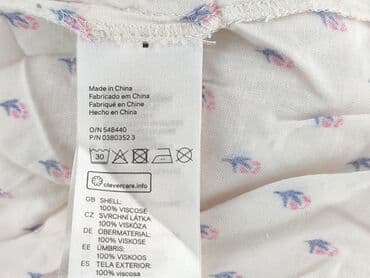 Made in China
Fabricado em China
Fabriqué en Chine
Hecho en China
O/N 548440
P/N 0380352 3
30
clevercare.info
GB SHELL:
100% VISCOSE
CZ SVRCHNÍ LÁTKA
100% VISKÓZA
DE OBERMATERIAL:
100% VISKOSE
EE ÜMBRIS:
100% VISKOOS
ES TELA EXTERIOR:
100% viscosa